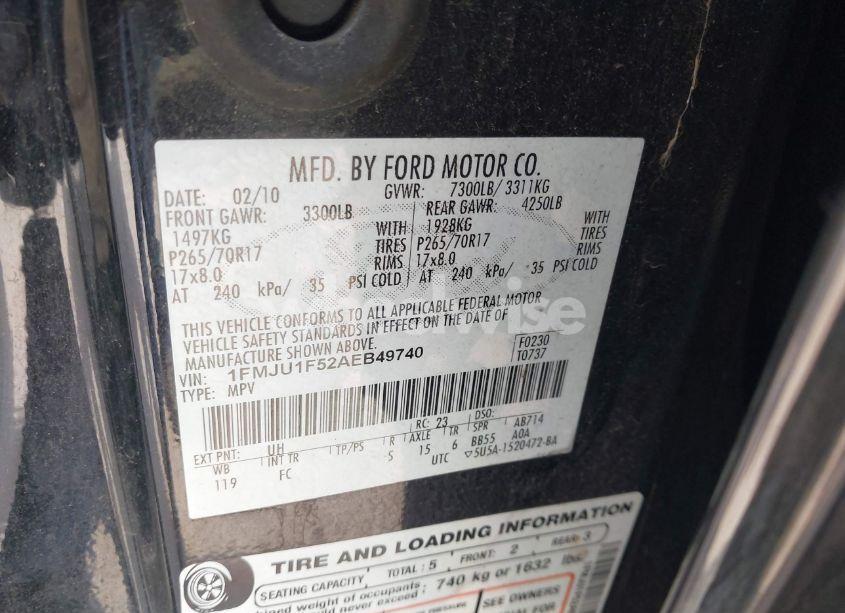 MFD. BY FORD MOTOR CO.
DATE: 02/10 GVWR: 7300LB/ 3311KG
FRONT GAWR: 3300LB REAR GAWR: 4250LB
1497KG WITH 1928KG WITH
P265/70R17 TIRES P265/70R17 TIRES
17x8.0 RIMS 17x8.0 RIMS
AT 240 kPa/ 35 PSI COLD AT 240 kPa/ 35 PSI COLD
THIS VEHICLE CONFORMS TO ALL APPLICABLE FEDERAL MOTOR
VEHICLE SAFETY STANDARDS IN EFFECT ON THE DATE OF
MANUFACTURE SHOWN ABOVE.
VIN: 1FMJU1F52AEB49740 F0230
TYPE: MPV T0737
EXT PNT: UH RC: 23 DSO: AB714
WB INT TR TP/PS R AXLE TR SPR A0A
119 FC S 15 6 BB55
UTC ▽5U5A-1520472-BA
TIRE AND LOADING INFORMATION
SEATING CAPACITY, TOTAL: 5 FRONT: 2 REAR: 3
weight of occupants
never exceed: 740 kg or 1632 lbs.
SEE OWNERS